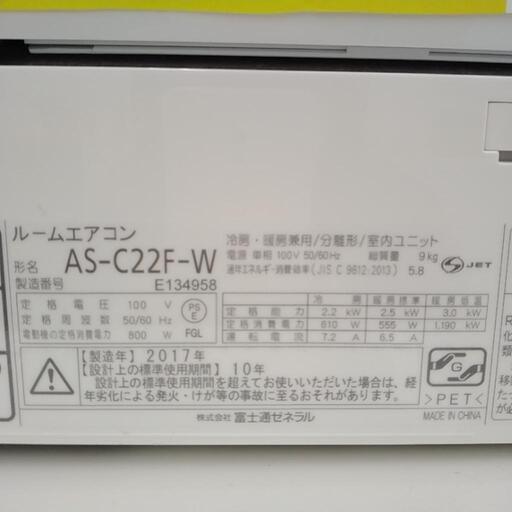 ルームエアコン
形名 AS-C22F-W
製造番号 E134958
冷房・暖房兼用/分離形/室内ユニット
電源 単相 100V 50/60Hz 総質量 9kg
通年エネルギー消費効率(JIS C 9612-2013) 5.8
JET
定格電圧 100 V
定格周波数 50/60 Hz
電動機の定格消費電力 800 W
PS
E
FGL
冷房 暖房標準 暖房低温
定格能力 2.2 kW 2.5 kW 3.0 kW
定格消費電力 610 W 555 W 1,190 kW
運転電流 7.2 A 6.5 A
【製造年】2017年
【設計上の標準使用期間】10年
設計上の標準使用期間を超えてお使いいただいた場合は、経
年劣化による発火・けが等の事故に至るおそれがあります。
G
>PET<
株式会社 富士通ゼネラル
MADE IN CHINA